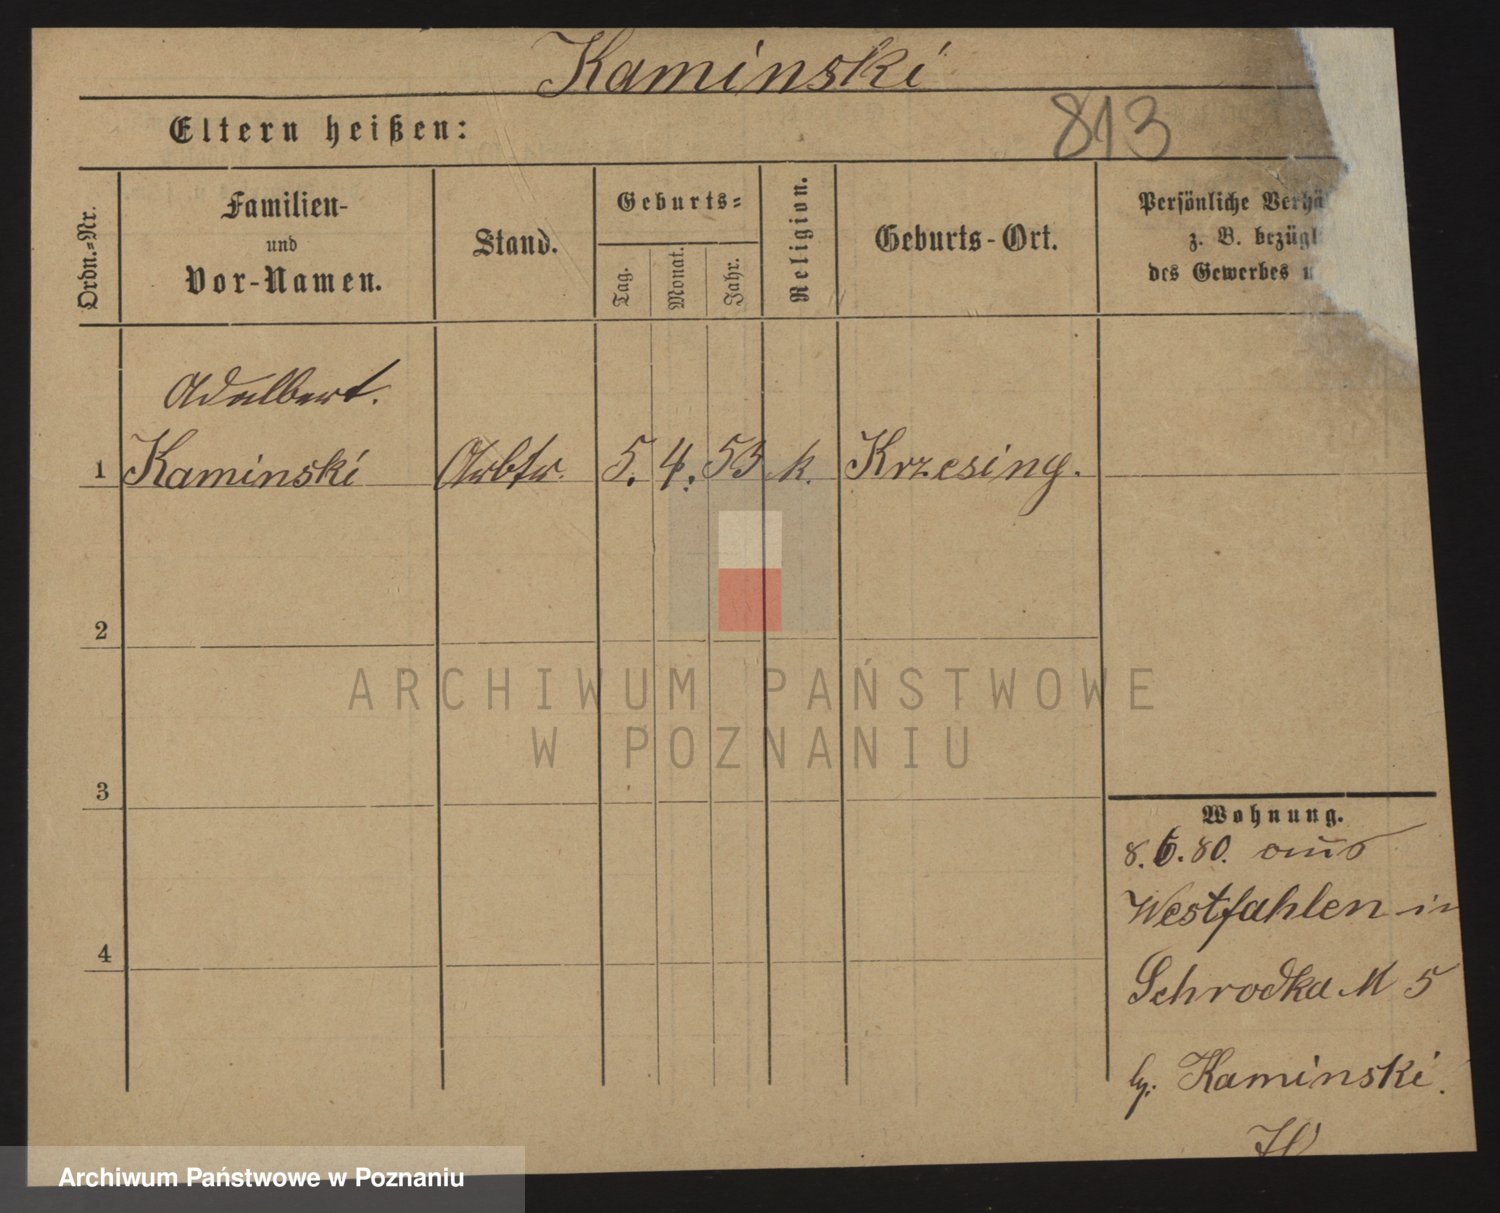 Kaminski
Eltern heißen:
813
Ordn.=Nr.
Familien-
und
Vor-Namen.
Stand.
Geburts=
Tag.
Monat.
Jahr.
Religion.
Geburts-Ort.
Persönliche Verhä
z. B. bezügl
des Gewerbes u
Adalbert.
1 Kaminski Arbtr. 5. 4. 53 k. Krzesing.
2
3
4
Wohnung.
8. 6. 80. aus
Westfahlen in
Schrodka N 5
by. Kaminski.
ARCHIWUM PAŃSTWOWE
W POZNANIU
Archiwum Państwowe w Poznaniu